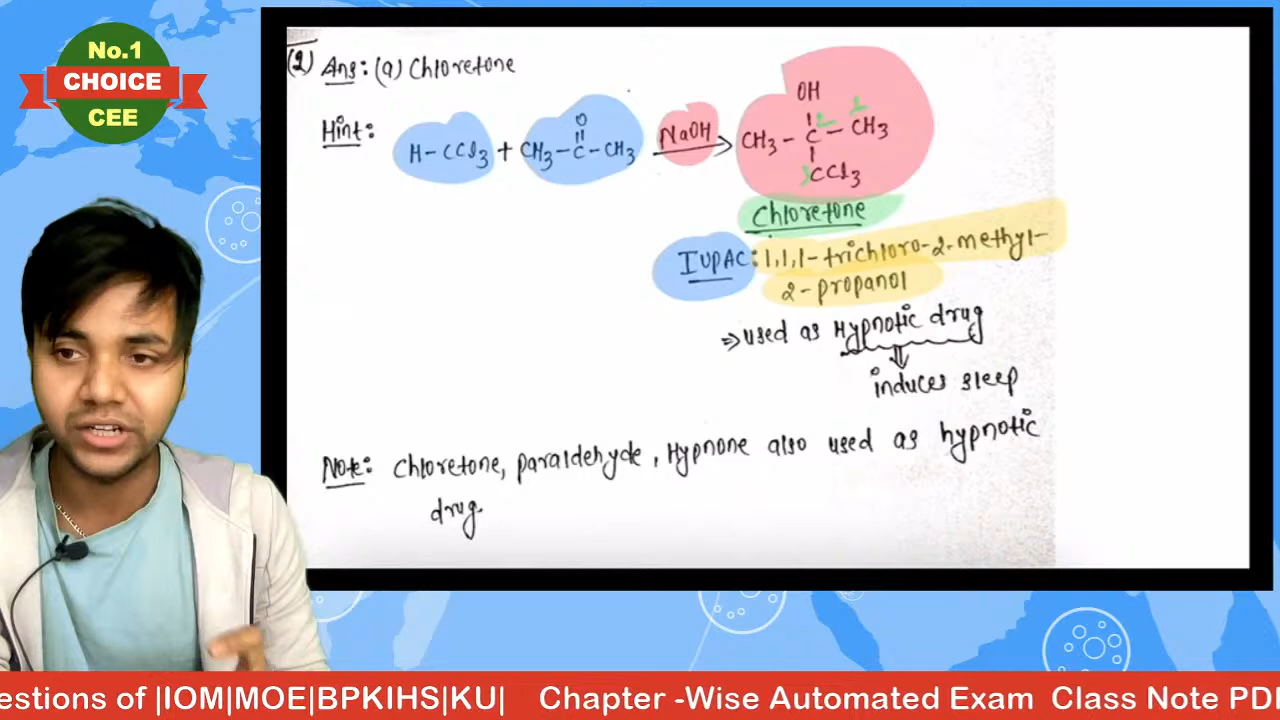 No.1
CHOICE
CEE
(2) Ans: (a) Chloretone
Hint:
H-CCl3 + CH3-C-CH3
O
NaOH
OH
CH3-C-CH3
CCl3
Chloretone
IUPAC: 1,1,1-trichloro-2-methyl-
2-propanol
⇒ used as Hypnotic drug
induces sleep
Note: Chloretone, paraldehyde, Hypnone also used as hypnotic
drug.
estions of |IOM|MOE|BPKIHS|KU| Chapter -Wise Automated Exam Class Note PDF